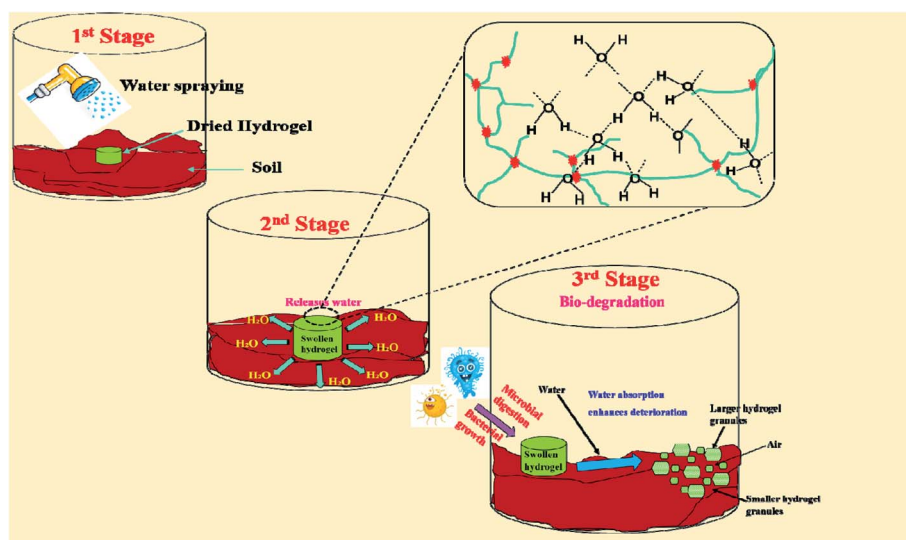 1st Stage
Water spraying
Dried Hydrogel
Soil
H H
O
H H
O
O
H
H
O
H
H
O
H
H
O
H
O
H
O
H
O
H H
O
H H
2nd Stage
Releases water
H₂O
H₂O
H₂O
H₂O
H₂O
H₂O
H₂O
Swollen
hydrogel
3rd Stage
Bio-degradation
Microbial
digestion
Bacterial
growth
Water
Water absorption
enhances deterioration
Swollen
hydrogel
Larger hydrogel
granules
Air
Smaller hydrogel
granules